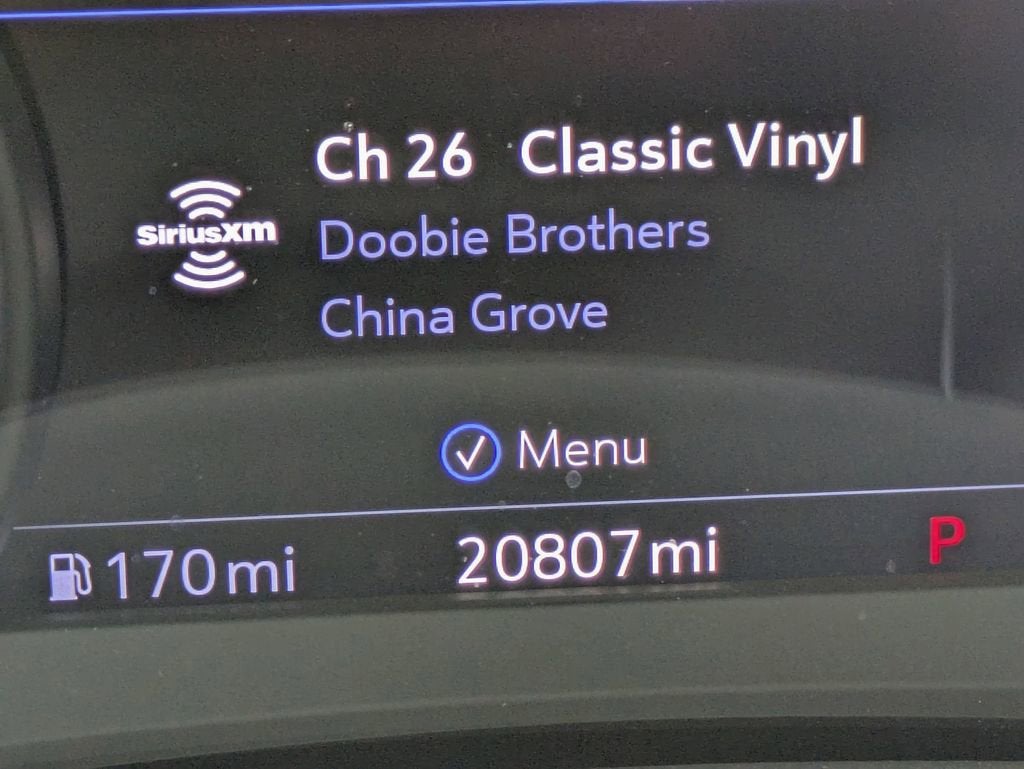 Ch 26 Classic Vinyl
SiriusXm
Doobie Brothers
China Grove
Menu
170mi 20807mi P